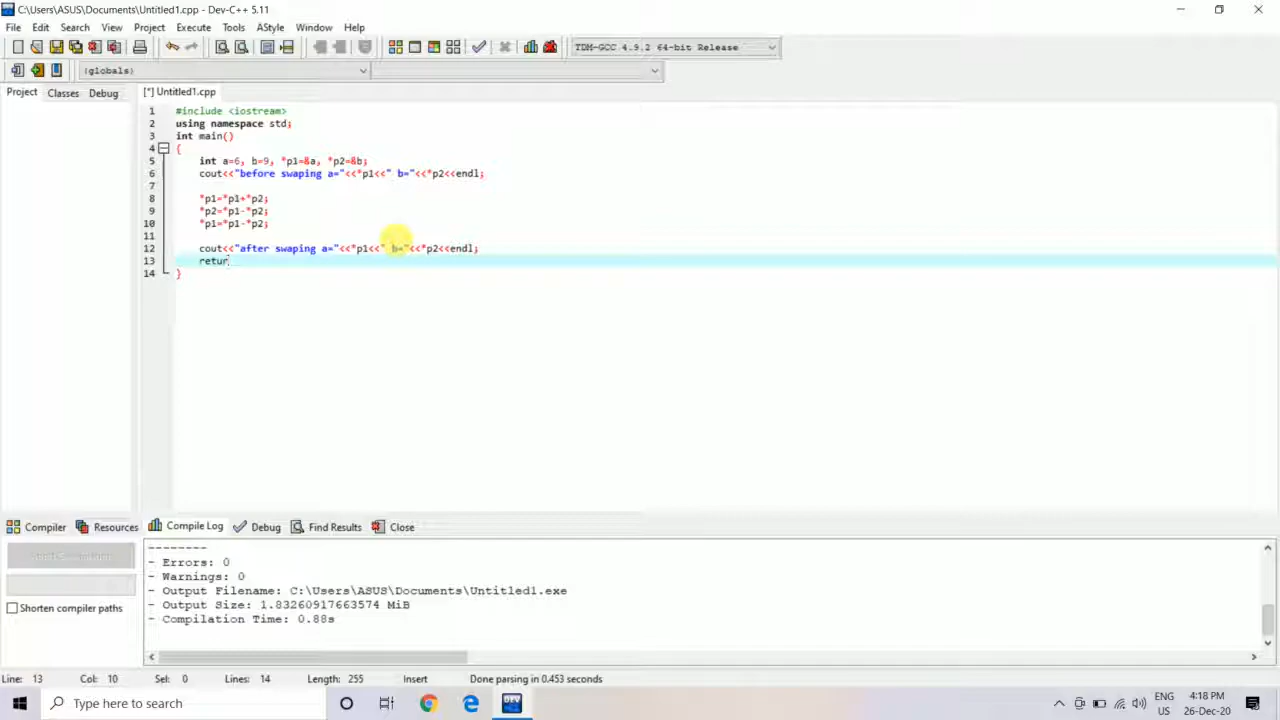 C:\Users\ASUS\Documents\Untitled1.cpp - Dev-C++ 5.11
File Edit Search View Project Execute Tools AStyle Window Help
TDM-GCC 4.9.2 64-bit Release
(globals)
Project Classes Debug
[*] Untitled1.cpp
1 #include <iostream>
2 using namespace std;
3 int main()
4 {
5 int a=6, b=9, *p1=&a, *p2=&b;
6 cout<<"before swaping a="<<*p1<<" b="<<*p2<<endl;
7
8 *p1=*p1+*p2;
9 *p2=*p1-*p2;
10 *p1=*p1-*p2;
11
12 cout<<"after swaping a="<<*p1<<" b="<<*p2<<endl;
13 retur
14 }
Compiler Resources Compile Log Debug Find Results Close
--------
- Errors: 0
- Warnings: 0
- Output Filename: C:\Users\ASUS\Documents\Untitled1.exe
- Output Size: 1.83260917663574 MiB
- Compilation Time: 0.88s
Shorten compiler paths
Line: 13 Col: 10 Sel: 0 Lines: 14 Length: 255 Insert Done parsing in 0.453 seconds
Type here to search
DEV
ENG
US
4:18 PM
26-Dec-20